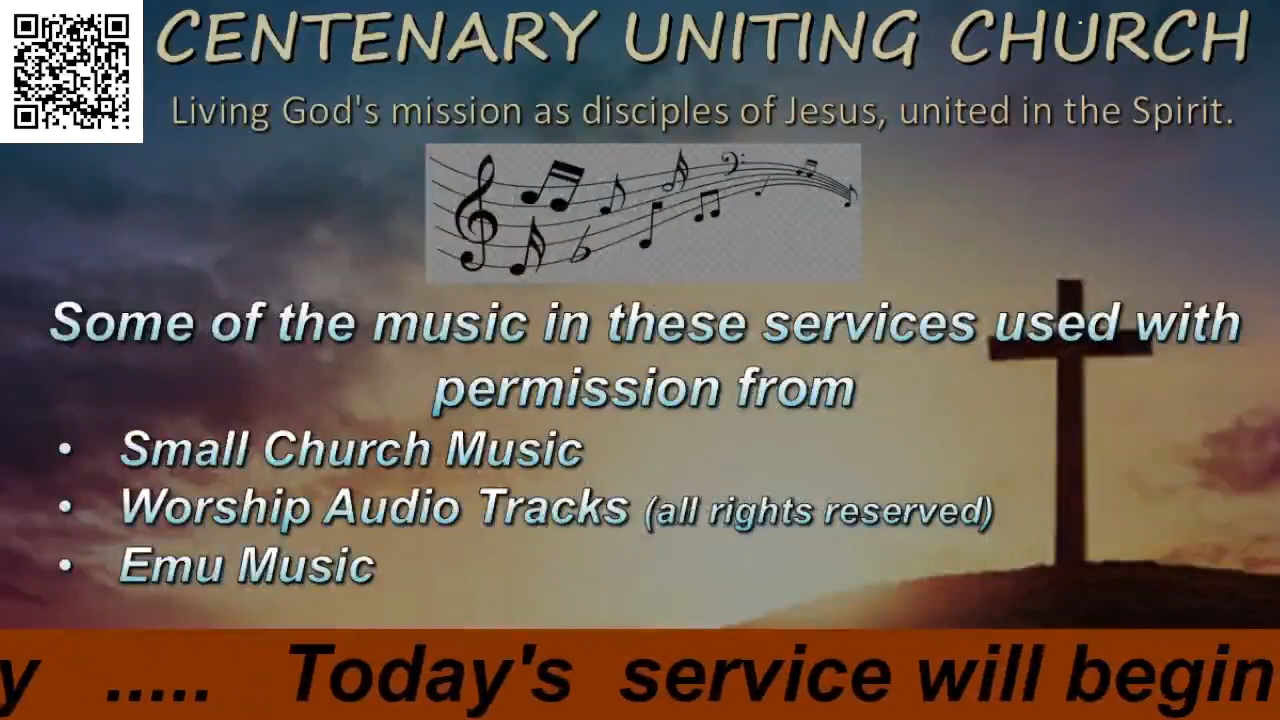 CENTENARY UNITING CHURCH
Living God's mission as disciples of Jesus, united in the Spirit.
Some of the music in these services used with
permission from
• Small Church Music
• Worship Audio Tracks (all rights reserved)
• Emu Music
y ..... Today's service will begin